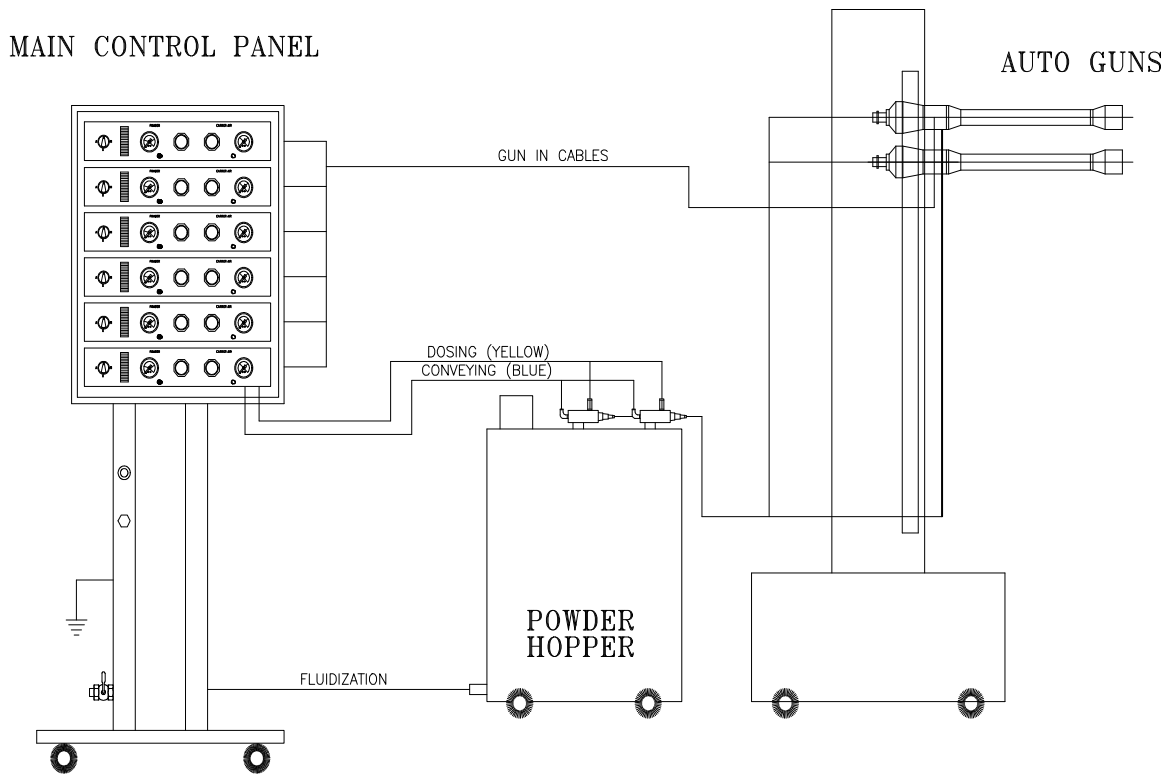 MAIN CONTROL PANEL
AUTO GUNS
GUN IN CABLES
DOSING (YELLOW)
CONVEYING (BLUE)
POWDER
HOPPER
FLUIDIZATION